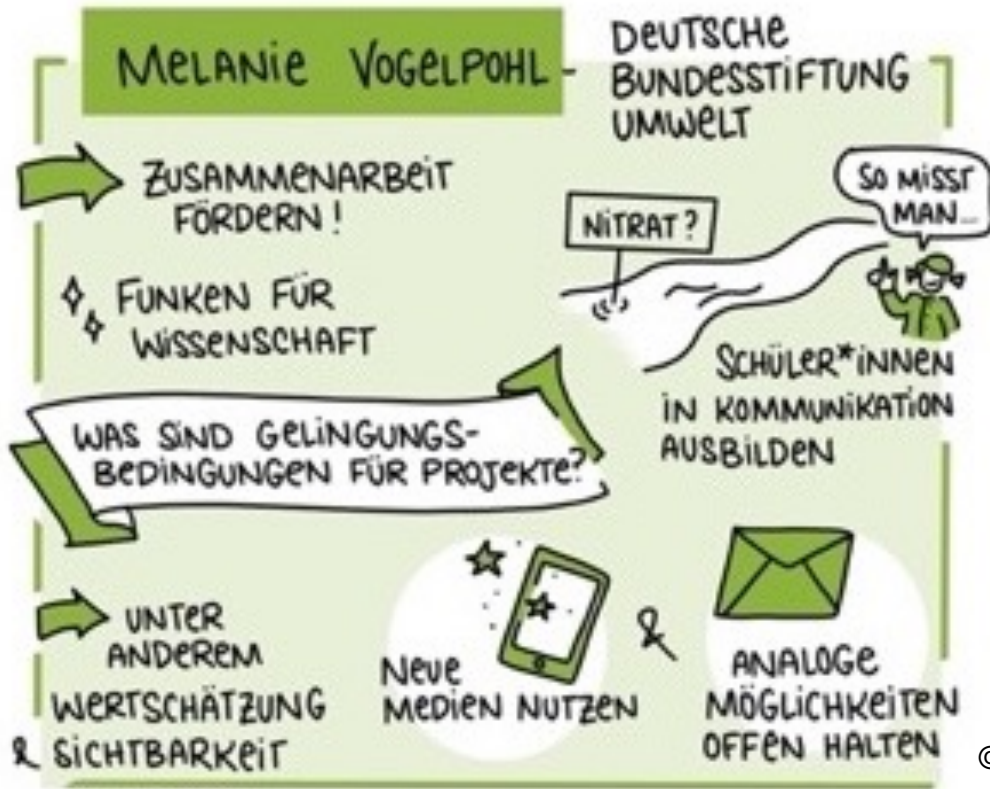 MELANIE VOGELPOHL -
DEUTSCHE
BUNDESSTIFTUNG
UMWELT
ZUSAMMENARBEIT
FÖRDERN!
FUNKEN FÜR
WISSENSCHAFT
NITRAT?
SO MISST
MAN...
SCHÜLER*INNEN
IN KOMMUNIKATION
AUSBILDEN
WAS SIND GELINGUNGS-
BEDINGUNGEN FÜR PROJEKTE?
UNTER
ANDEREM
WERTSCHÄTZUNG
& SICHTBARKEIT
NEUE
MEDIEN NUTZEN
&
ANALOGE
MÖGLICHKEITEN
OFFEN HALTEN
©